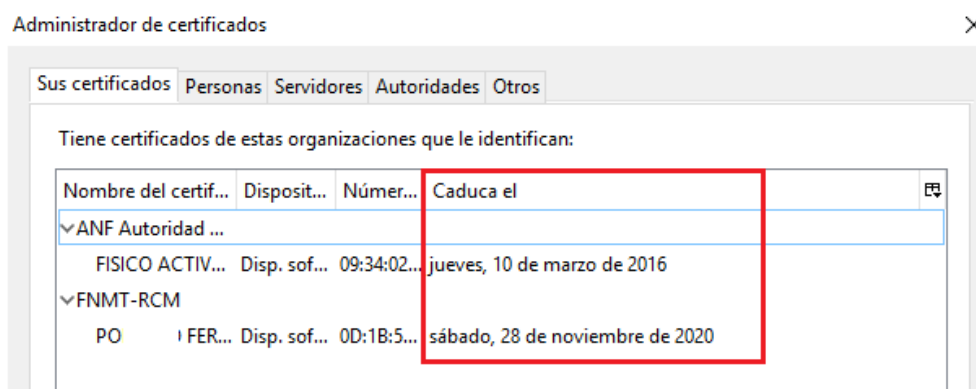 Administrador de certificados
Sus certificados Personas Servidores Autoridades Otros
Tiene certificados de estas organizaciones que le identifican:
Nombre del certif... Disposit... Númer... Caduca el
ANF Autoridad ...
FISICO ACTIV... Disp. sof... 09:34:02... jueves, 10 de marzo de 2016
FNMT-RCM
PO FER... Disp. sof... 0D:1B:5... sábado, 28 de noviembre de 2020